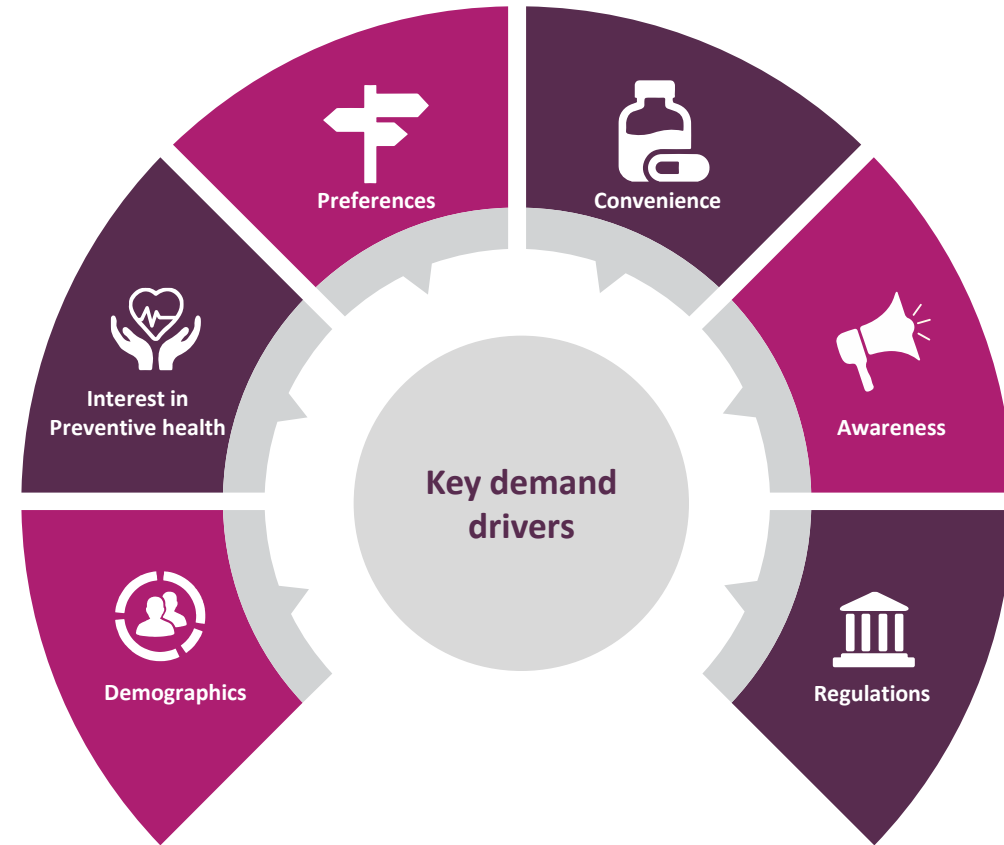 Preferences
Convenience
Interest in
Preventive health
Awareness
Key demand
drivers
Demographics
Regulations